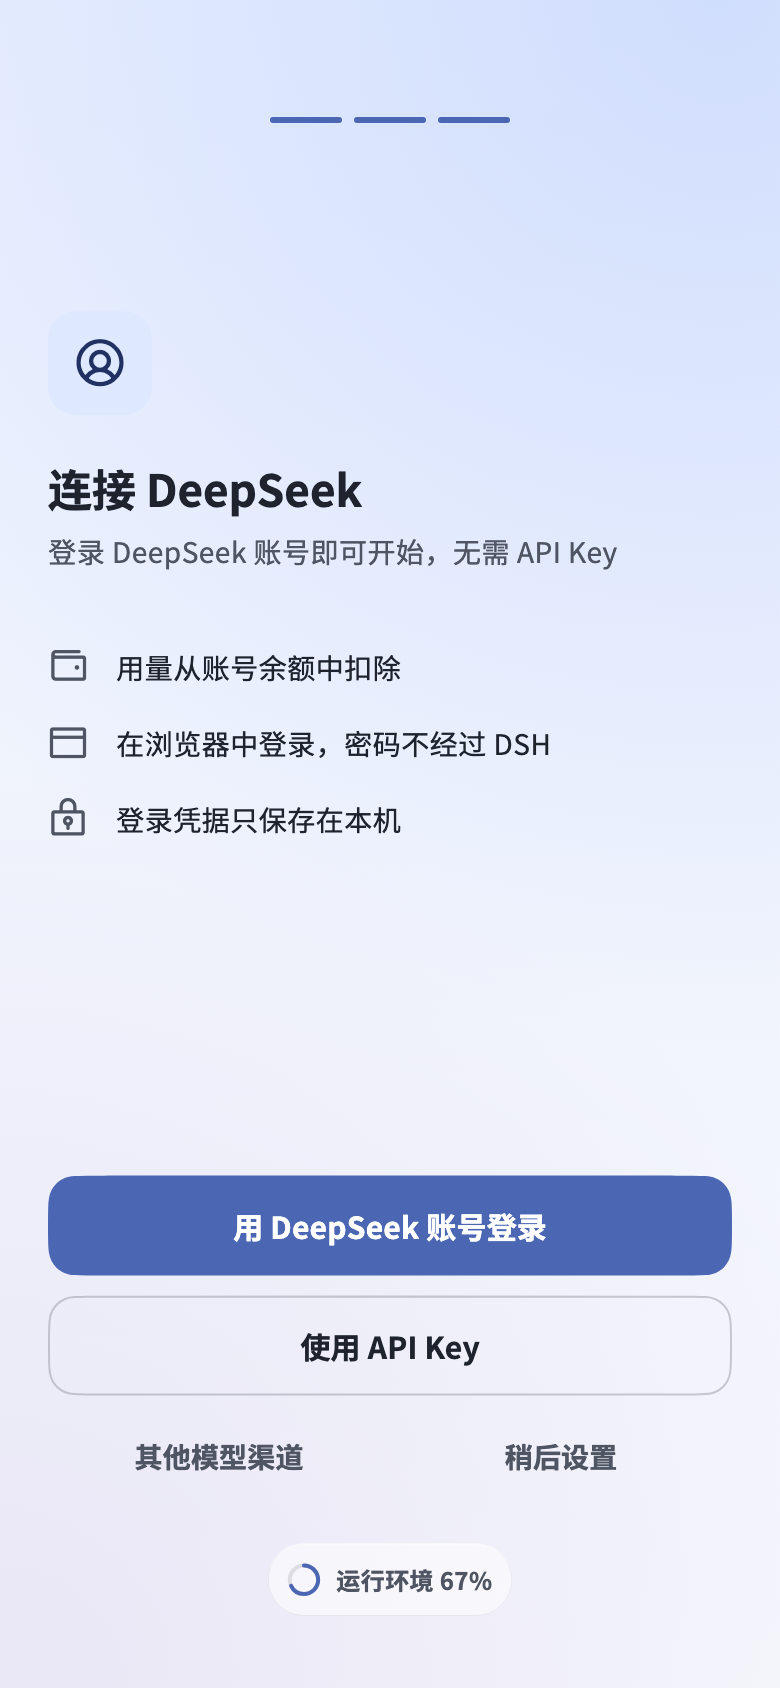 连接 DeepSeek
登录 DeepSeek 账号即可开始，无需 API Key
用量从账号余额中扣除
在浏览器中登录，密码不经过 DSH
登录凭据只保存在本机
用 DeepSeek 账号登录
使用 API Key
其他模型渠道
稍后设置
运行环境 67%